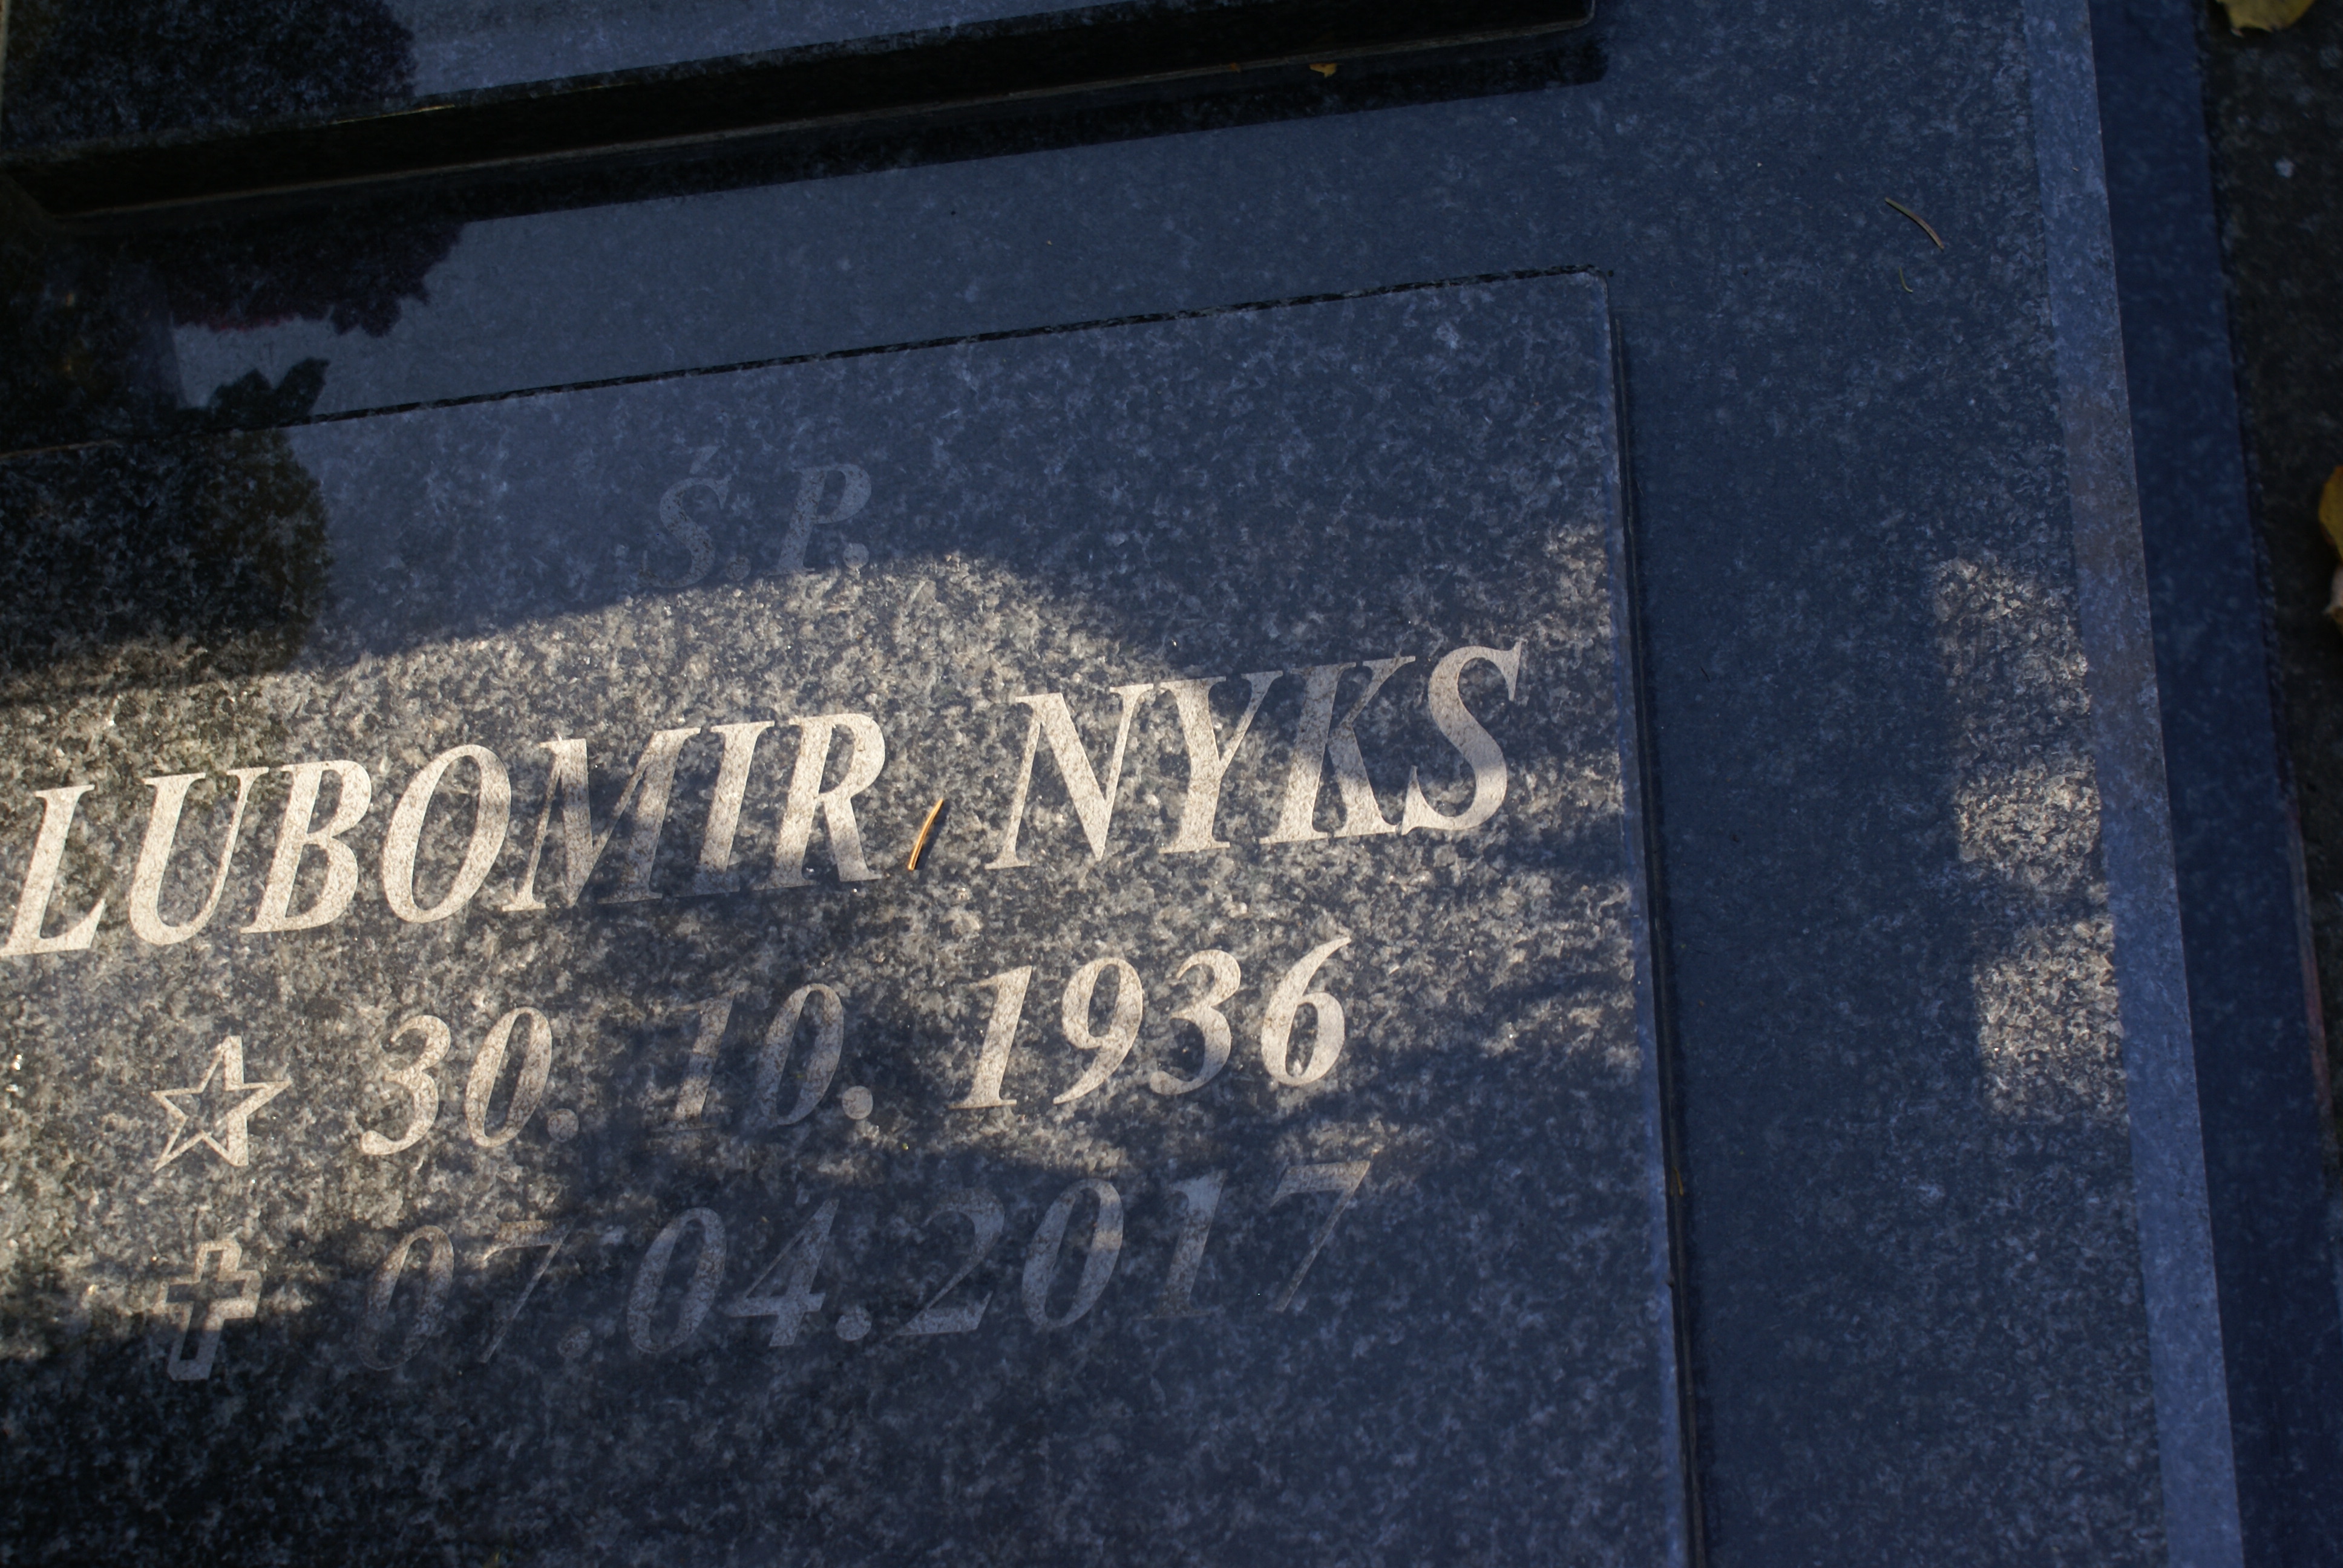 Ś.P.
LUBOMIR NYKS
☆ 30. 10. 1936
✝ 07.04.2017